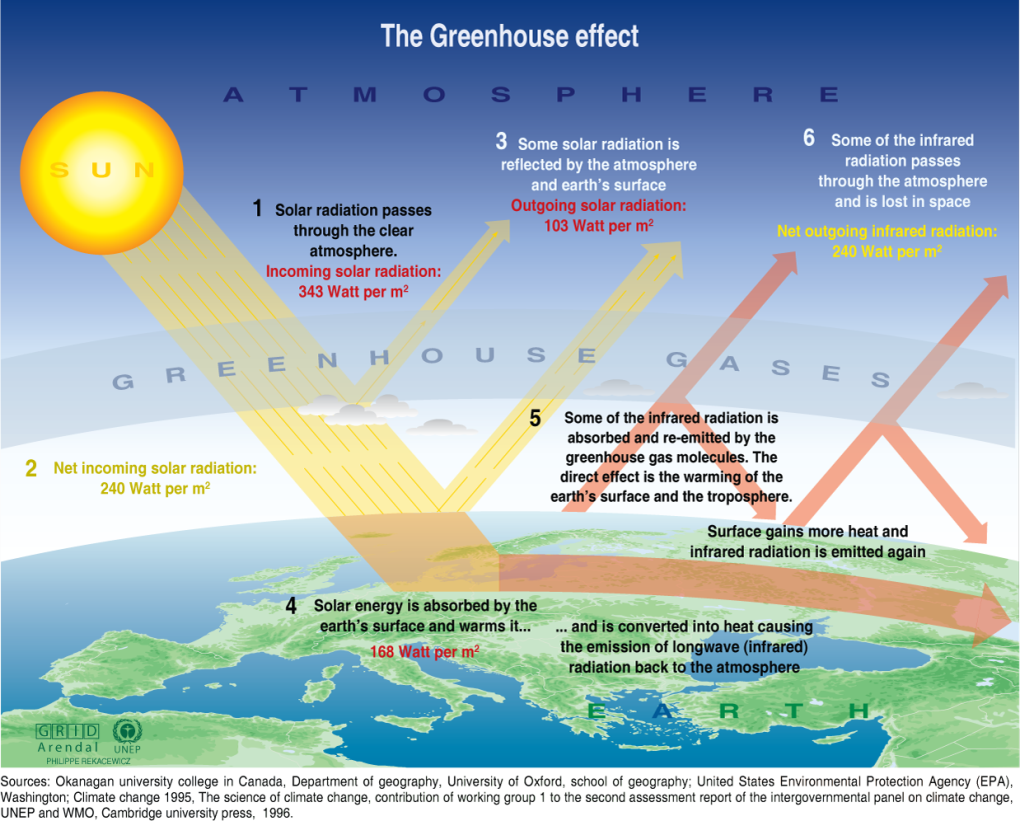 The Greenhouse effect
ATMOSPHERE
SUN
1 Solar radiation passes
through the clear
atmosphere.
Incoming solar radiation:
343 Watt per m²
3 Some solar radiation is
reflected by the atmosphere
and earth's surface
Outgoing solar radiation:
103 Watt per m²
6 Some of the infrared
radiation passes
through the atmosphere
and is lost in space
Net outgoing infrared radiation:
240 Watt per m²
GREENHOUSE GASES
2 Net incoming solar radiation:
240 Watt per m²
5 Some of the infrared radiation is
absorbed and re-emitted by the
greenhouse gas molecules. The
direct effect is the warming of the
earth's surface and the troposphere.
Surface gains more heat and
infrared radiation is emitted again
4 Solar energy is absorbed by the
earth's surface and warms it...
168 Watt per m²
... and is converted into heat causing
the emission of longwave (infrared)
radiation back to the atmosphere
EARTH
GRID
Arendal UNEP
PHILIPPE REKACEWICZ
Sources: Okanagan university college in Canada, Department of geography, University of Oxford, school of geography; United States Environmental Protection Agency (EPA),
Washington; Climate change 1995, The science of climate change, contribution of working group 1 to the second assessment report of the intergovernmental panel on climate change,
UNEP and WMO, Cambridge university press, 1996.